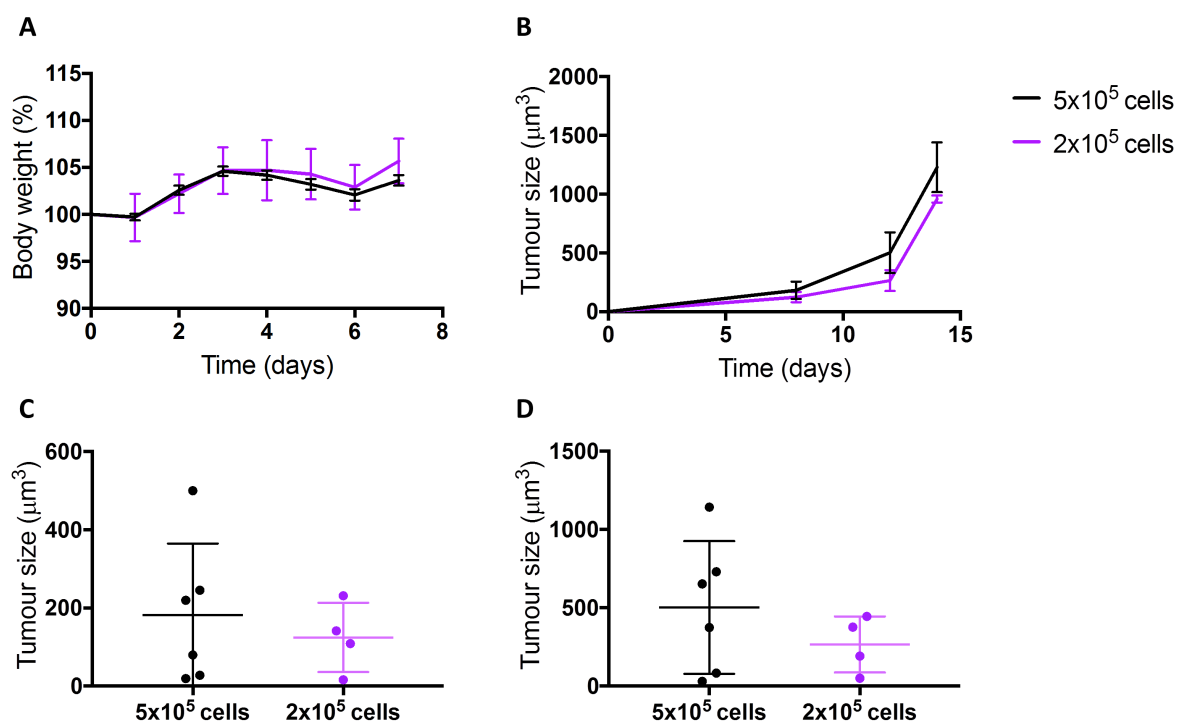 A
Body weight (%)
115
110
105
100
95
90
0
2
4
6
8
Time (days)
B
Tumour size (μm³)
2000
1500
1000
500
0
0
5
10
15
Time (days)
5x10⁵ cells
2x10⁵ cells
C
Tumour size (μm³)
600
400
200
0
5x10⁵ cells
2x10⁵ cells
D
Tumour size (μm³)
1500
1000
500
0
5x10⁵ cells
2x10⁵ cells